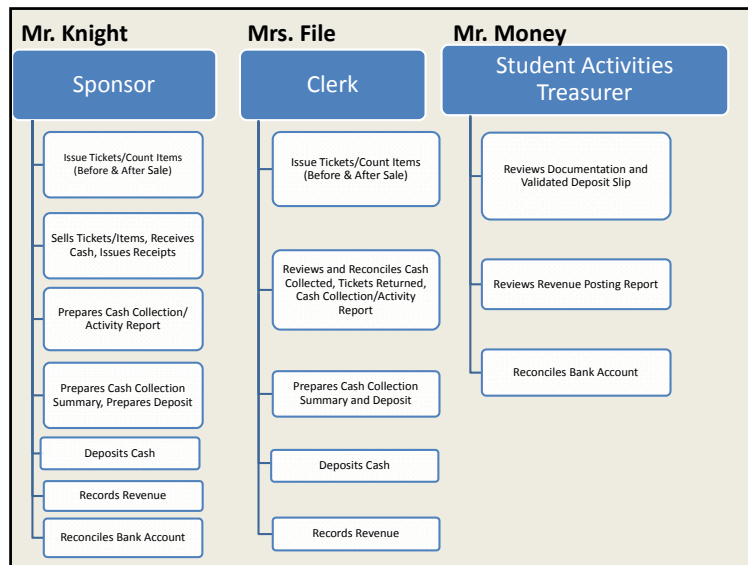 Mr. Knight
Sponsor
Issue Tickets/Count Items
(Before & After Sale)
Sells Tickets/Items, Receives
Cash, Issues Receipts
Prepares Cash Collection/
Activity Report
Prepares Cash Collection
Summary, Prepares Deposit
Deposits Cash
Records Revenue
Reconciles Bank Account
Mrs. File
Clerk
Issue Tickets/Count Items
(Before & After Sale)
Reviews and Reconciles Cash
Collected, Tickets Returned,
Cash Collection/Activity
Report
Prepares Cash Collection
Summary and Deposit
Deposits Cash
Records Revenue
Mr. Money
Student Activities
Treasurer
Reviews Documentation and
Validated Deposit Slip
Reviews Revenue Posting Report
Reconciles Bank Account